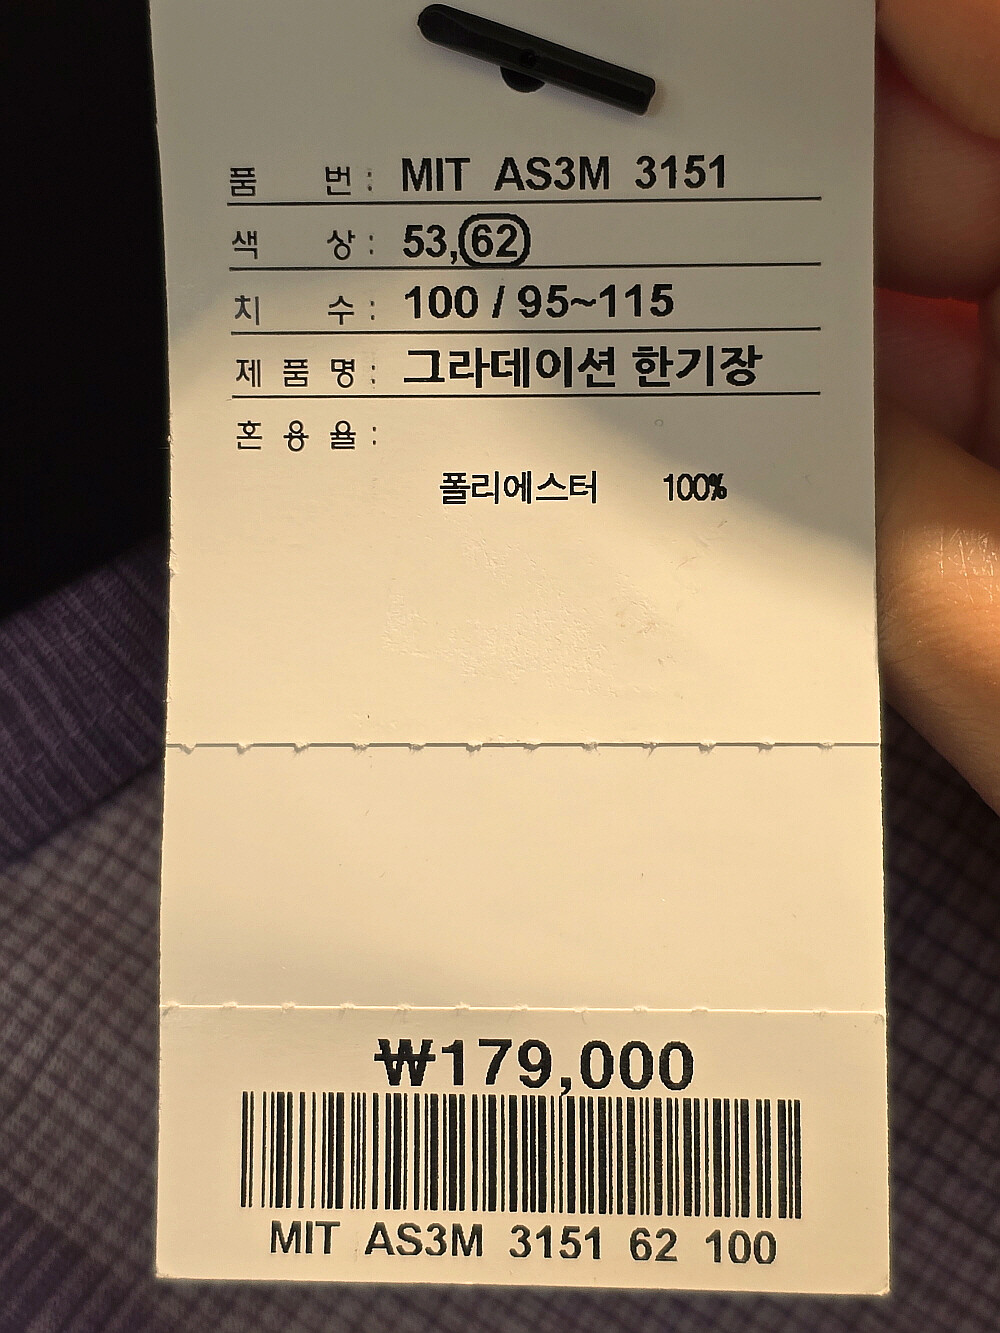 품 번 : MIT AS3M 3151
색 상 : 53,62
치 수 : 100 / 95~115
제 품 명 : 그라데이션 한기장
혼 용 율 :
폴리에스터 100%
₩179,000
MIT AS3M 3151 62 100